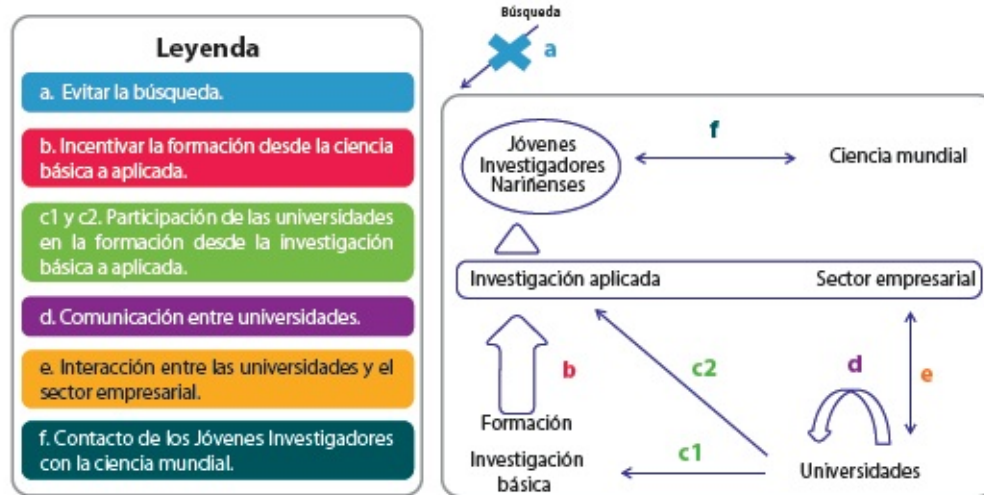 Leyenda
a. Evitar la búsqueda.
b. Incentivar la formación desde la ciencia
básica a aplicada.
c1 y c2. Participación de las universidades
en la formación desde la investigación
básica a aplicada.
d. Comunicación entre universidades.
e. Interacción entre las universidades y el
sector empresarial.
f. Contacto de los Jóvenes Investigadores
con la ciencia mundial.
Búsqueda
a
Jóvenes
Investigadores
Nariñenses
f
Ciencia mundial
Investigación aplicada
Sector empresarial
b
c2
d
e
Formación
Investigación
básica
c1
Universidades